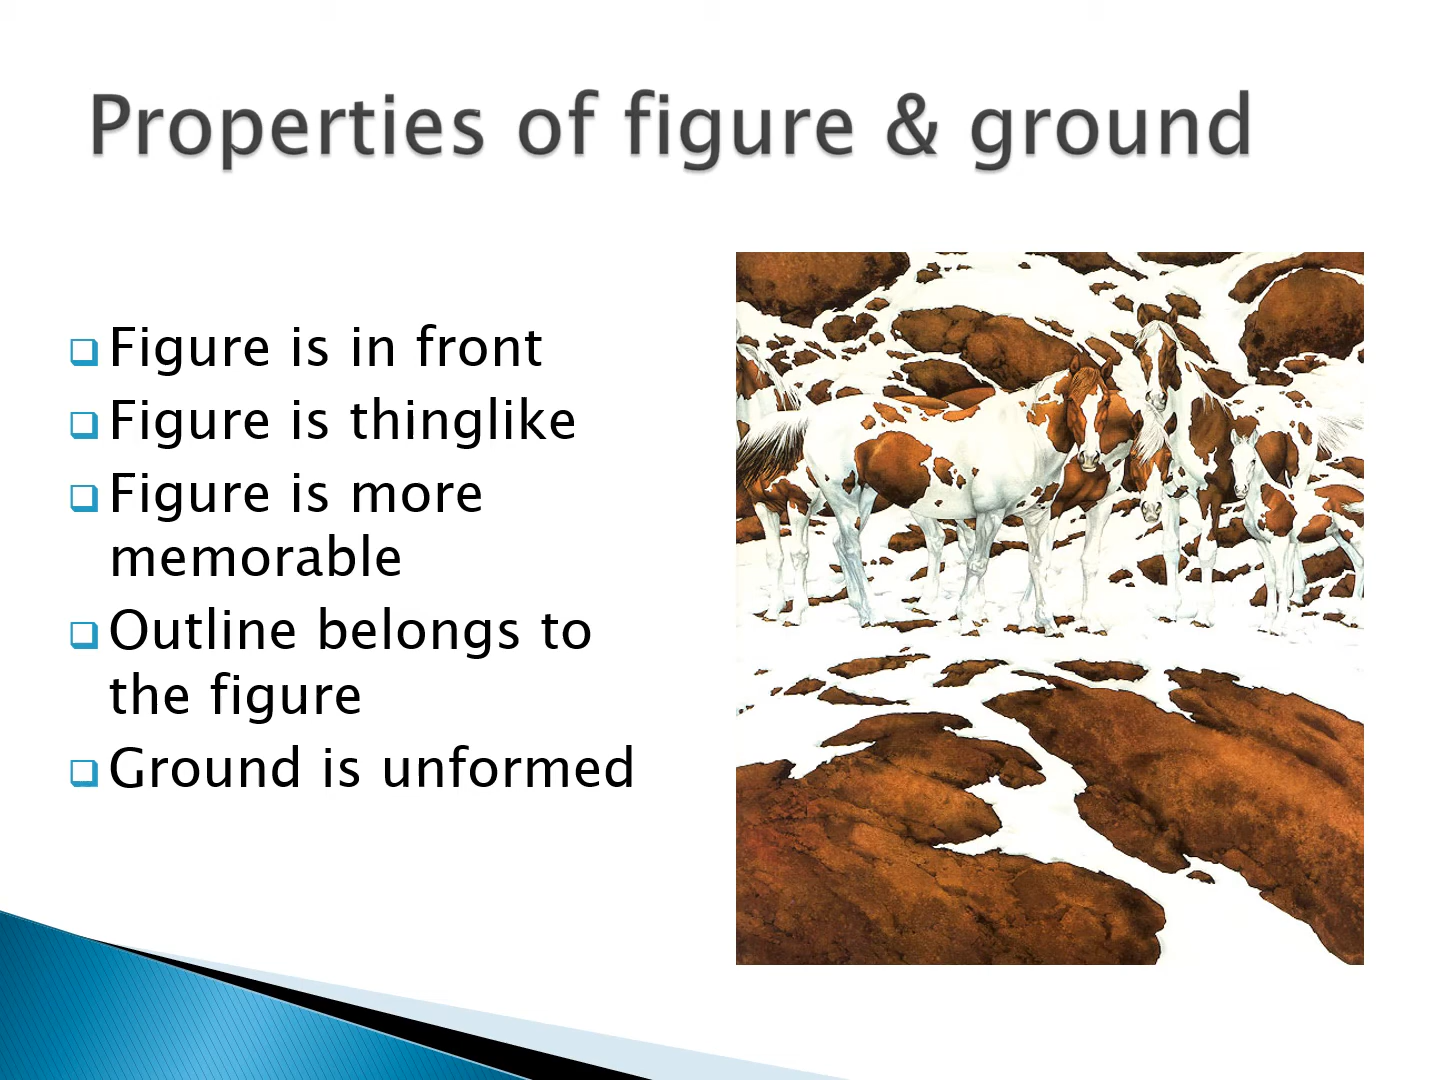 Properties of figure & ground
Figure is in front
Figure is thinglike
Figure is more
memorable
Outline belongs to
the figure
Ground is unformed